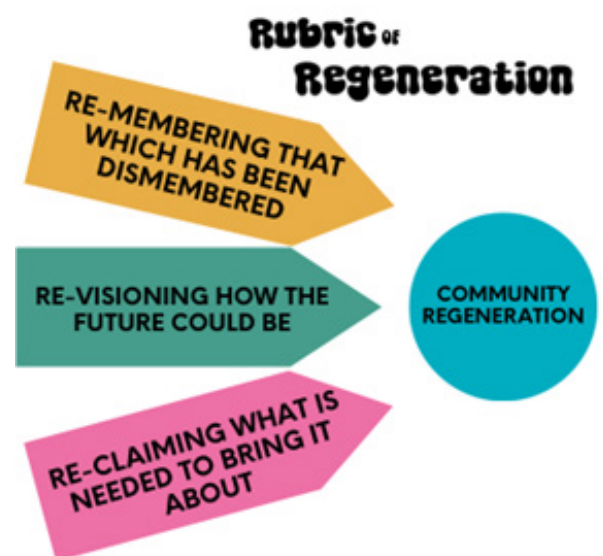 Rubric of
Regeneration
RE-MEMBERING THAT
WHICH HAS BEEN
DISMEMBERED
RE-VISIONING HOW THE
FUTURE COULD BE
RE-CLAIMING WHAT IS
NEEDED TO BRING IT
ABOUT
COMMUNITY
REGENERATION